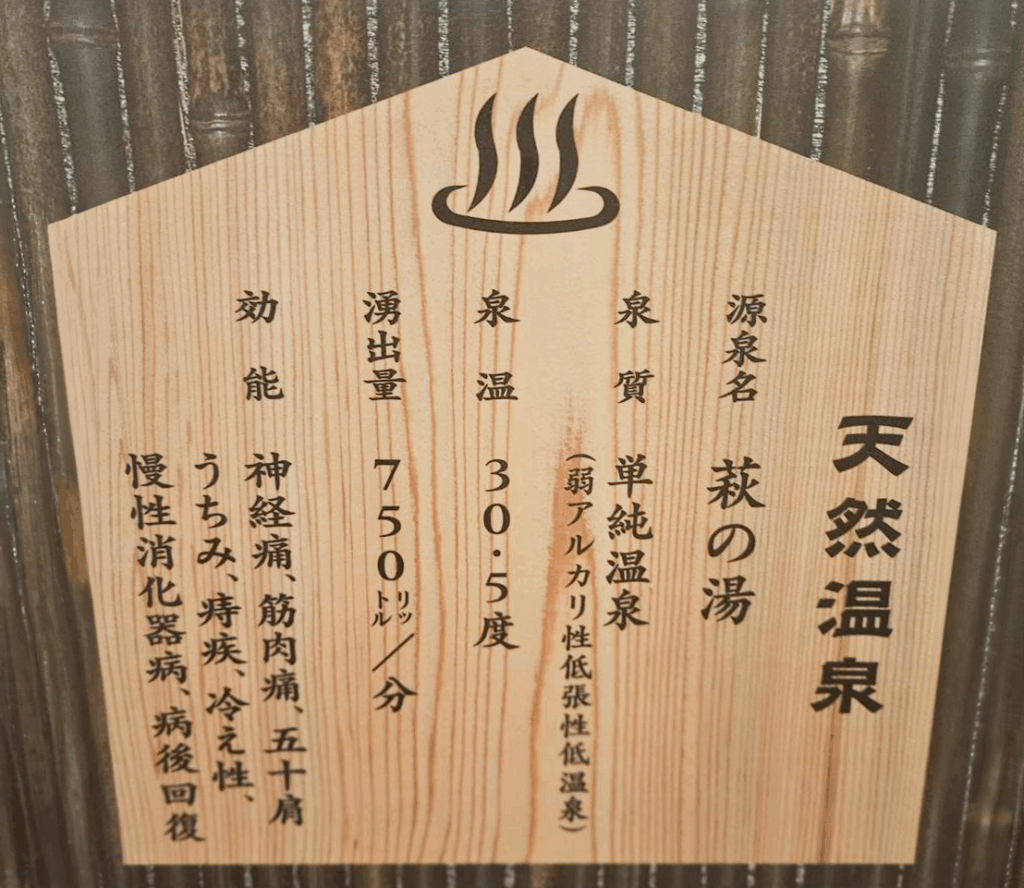 天然温泉
源泉名 萩の湯
泉質 単純温泉
(弱アルカリ性低張性低温泉)
泉温 30・5度
湧出量 750リットル／分
効能 神経痛、筋肉痛、五十肩
うちみ、痔疾、冷え性、
慢性消化器病、病後回復